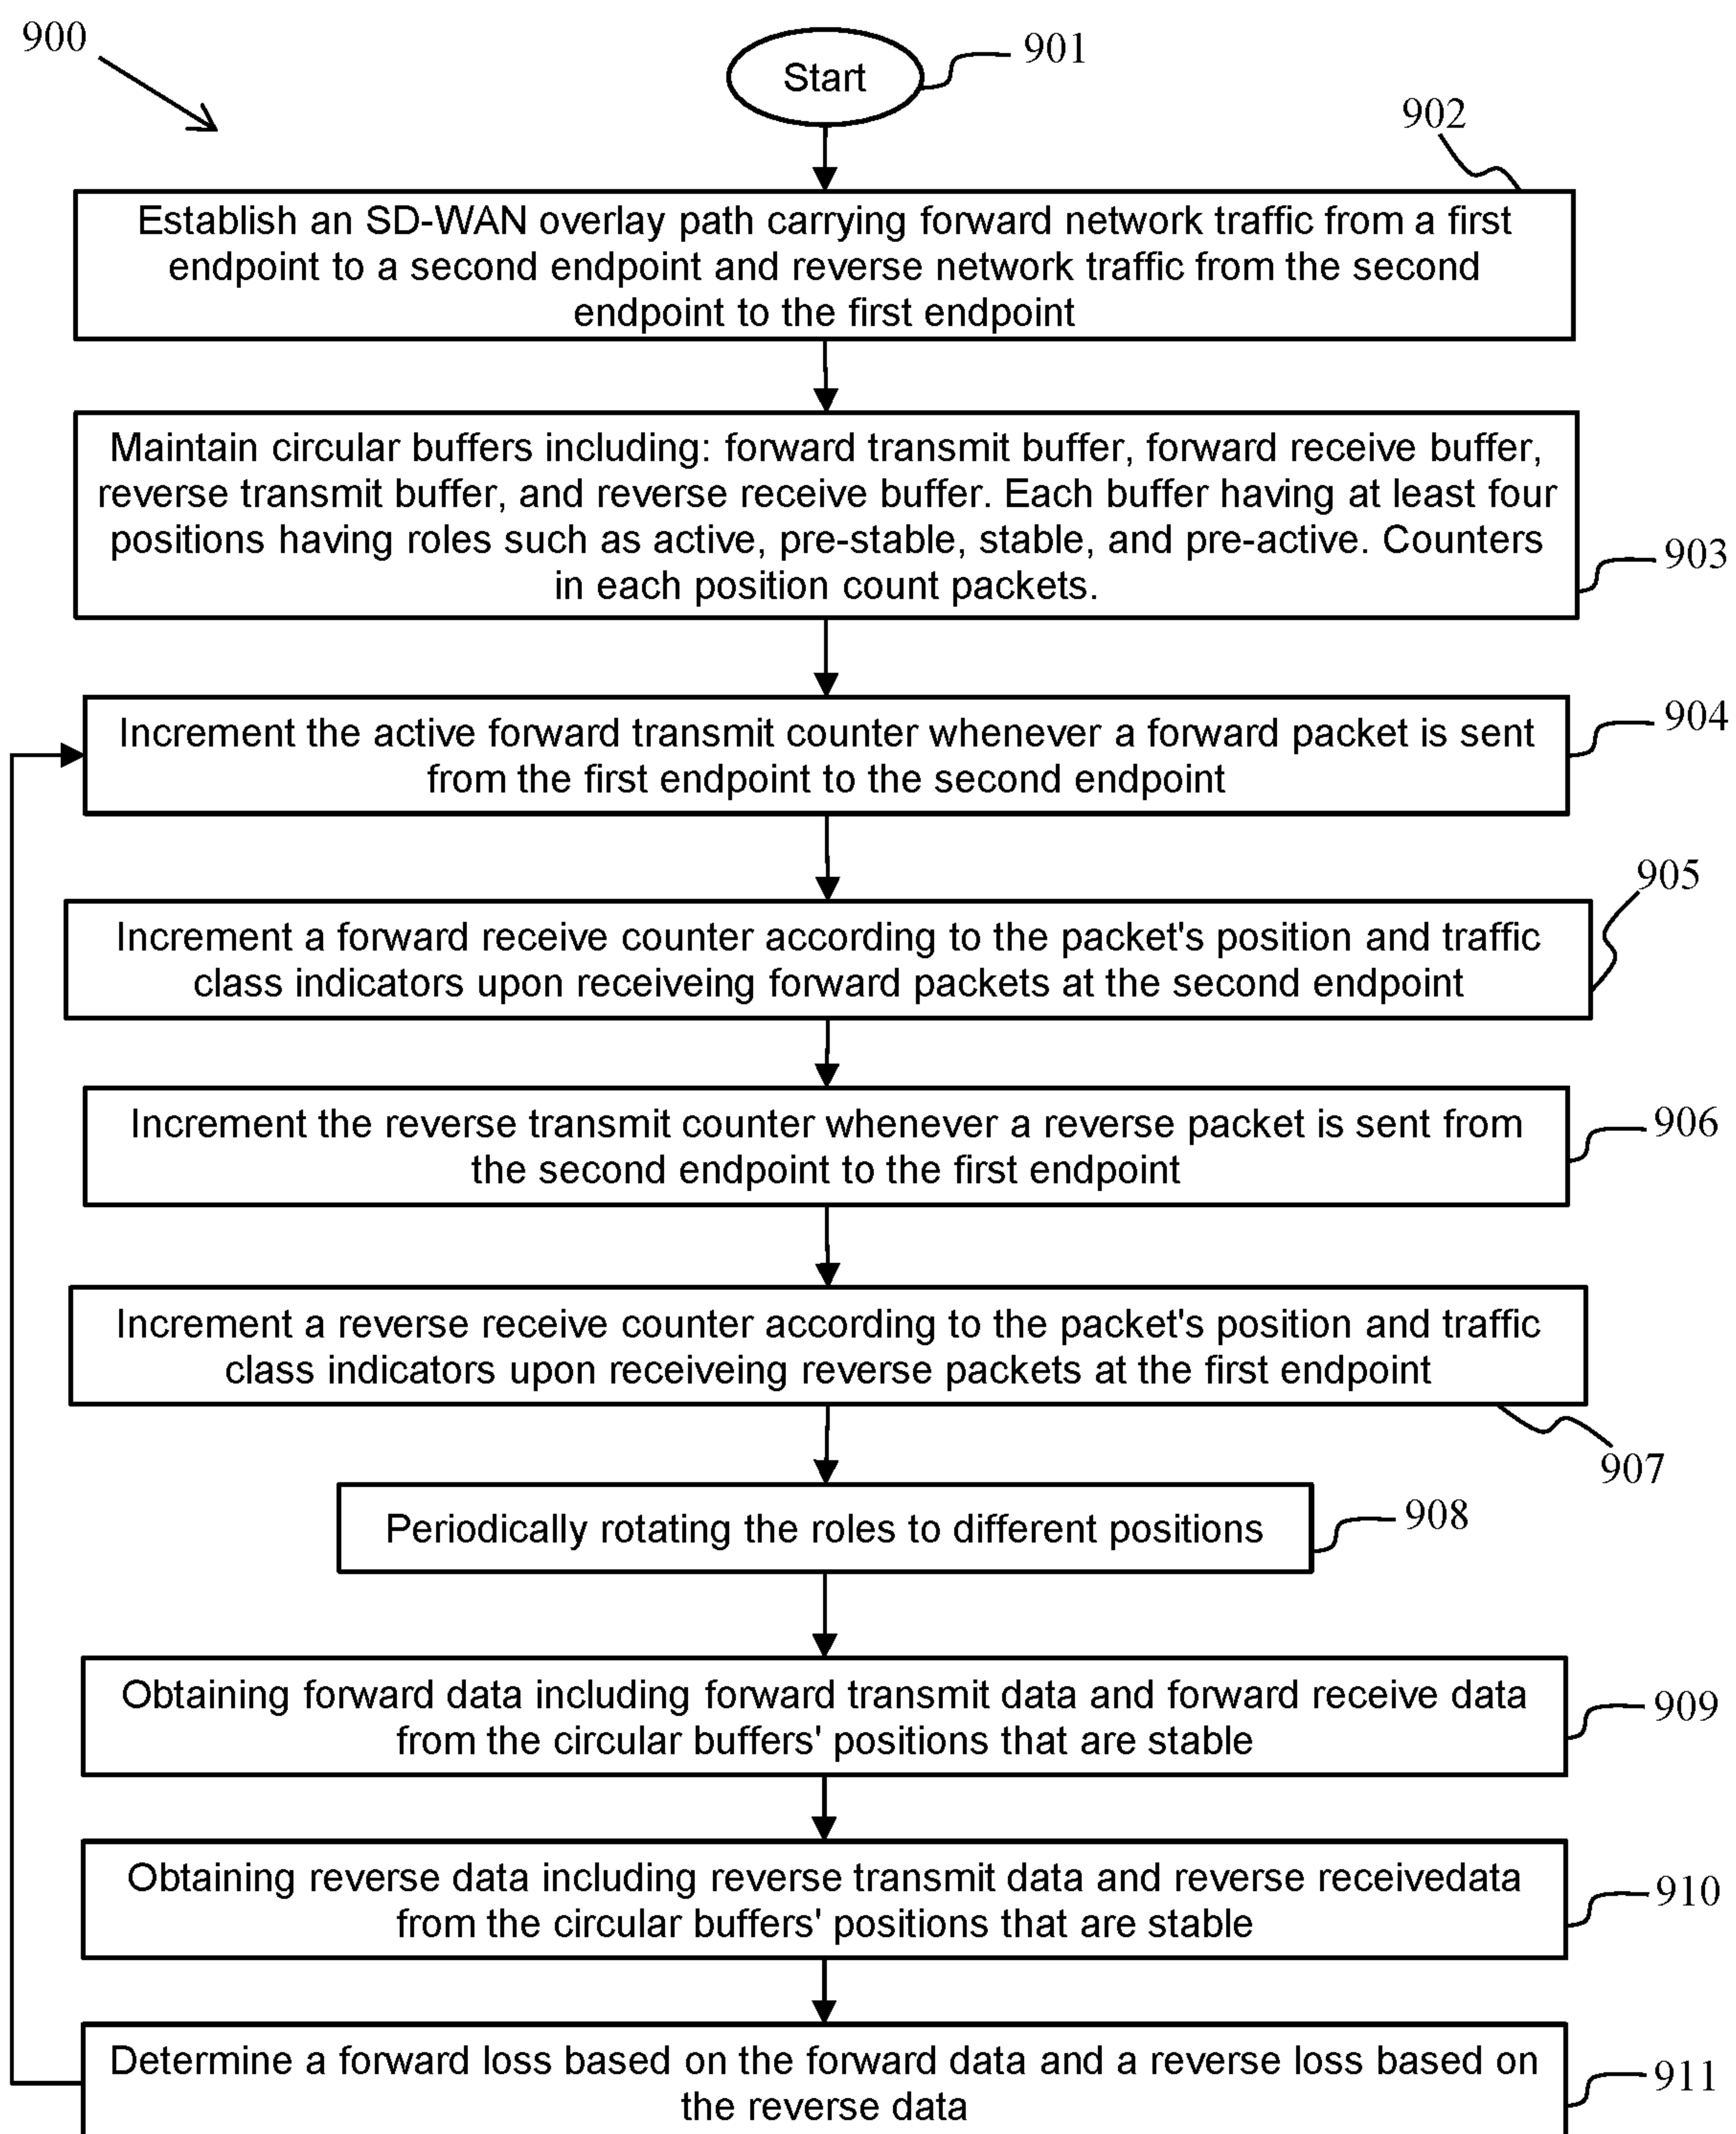 900
Start
901
902
Establish an SD-WAN overlay path carrying forward network traffic from a first
endpoint to a second endpoint and reverse network traffic from the second
endpoint to the first endpoint
Maintain circular buffers including: forward transmit buffer, forward receive buffer,
reverse transmit buffer, and reverse receive buffer. Each buffer having at least four
positions having roles such as active, pre-stable, stable, and pre-active. Counters
in each position count packets.
903
Increment the active forward transmit counter whenever a forward packet is sent
from the first endpoint to the second endpoint
904
905
Increment a forward receive counter according to the packet's position and traffic
class indicators upon receiveing forward packets at the second endpoint
Increment the reverse transmit counter whenever a reverse packet is sent from
the second endpoint to the first endpoint
906
Increment a reverse receive counter according to the packet's position and traffic
class indicators upon receiveing reverse packets at the first endpoint
907
Periodically rotating the roles to different positions
908
Obtaining forward data including forward transmit data and forward receive data
from the circular buffers' positions that are stable
909
Obtaining reverse data including reverse transmit data and reverse receivedata
from the circular buffers' positions that are stable
910
Determine a forward loss based on the forward data and a reverse loss based on
the reverse data
911